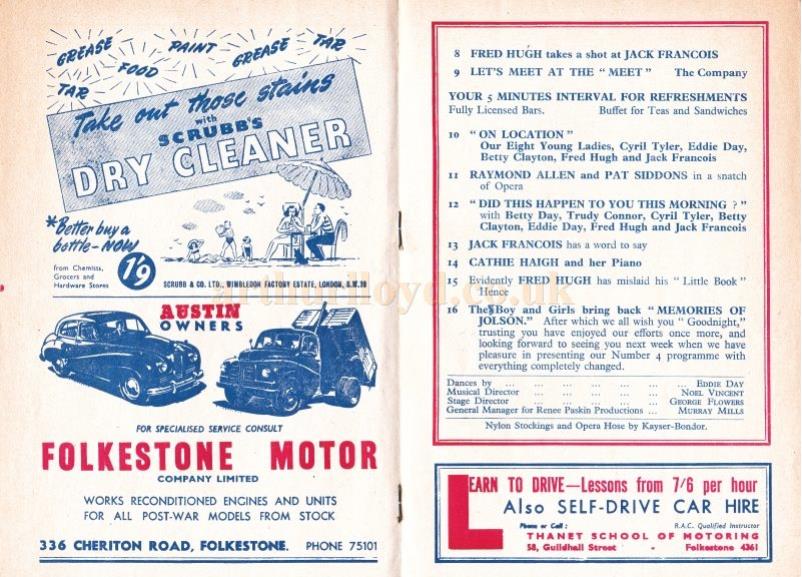 GREASE
PAINT
GREASE
TAR
TAR
FOOD
Take out those stains
with
SCRUBB'S
DRY CLEANER
*Better buy a
bottle - NOW
1'9
from Chemists,
Grocers and
Hardware Stores
SCRUBB & CO. LTD., WIMBLEDON FACTORY ESTATE, LONDON, S.W.19
AUSTIN
OWNERS
FOR SPECIALISED SERVICE CONSULT
FOLKESTONE MOTOR
COMPANY LIMITED
WORKS RECONDITIONED ENGINES AND UNITS
FOR ALL POST-WAR MODELS FROM STOCK
336 CHERITON ROAD, FOLKESTONE. PHONE 75101
8 FRED HUGH takes a shot at JACK FRANCOIS
9 LET'S MEET AT THE "MEET" The Company
YOUR 5 MINUTES INTERVAL FOR REFRESHMENTS
Fully Licensed Bars. Buffet for Teas and Sandwiches
10 "ON LOCATION"
Our Eight Young Ladies, Cyril Tyler, Eddie Day,
Betty Clayton, Fred Hugh and Jack Francois
11 RAYMOND ALLEN and PAT SIDDONS in a snatch
of Opera
12 "DID THIS HAPPEN TO YOU THIS MORNING ?"
with Betty Day, Trudy Connor, Cyril Tyler, Betty
Clayton, Eddie Day, Fred Hugh and Jack Francois
13 JACK FRANCOIS has a word to say
14 CATHIE HAIGH and her Piano
15 Evidently FRED HUGH has mislaid his "Little Book"
Hence
16 The Boy and Girls bring back "MEMORIES OF
JOLSON." After which we all wish you "Goodnight,"
trusting you have enjoyed our efforts once more, and
looking forward to seeing you next week when we have
pleasure in presenting our Number 4 programme with
everything completely changed.
Dances by ... ... ... ... ... ... EDDIE DAY
Musical Director ... ... ... ... ... NOEL VINCENT
Stage Director ... ... ... ... ... GEORGE FLOWERS
General Manager for Renee Paskin Productions ... MURRAY MILLS
Nylon Stockings and Opera Hose by Kayser-Bondor.
LEARN TO DRIVE—Lessons from 7/6 per hour
Also SELF-DRIVE CAR HIRE
Phone or Call : R.A.C. Qualified Instructor
THANET SCHOOL OF MOTORING
58, Guildhall Street - Folkestone 4361
arthurlloyd.co.uk